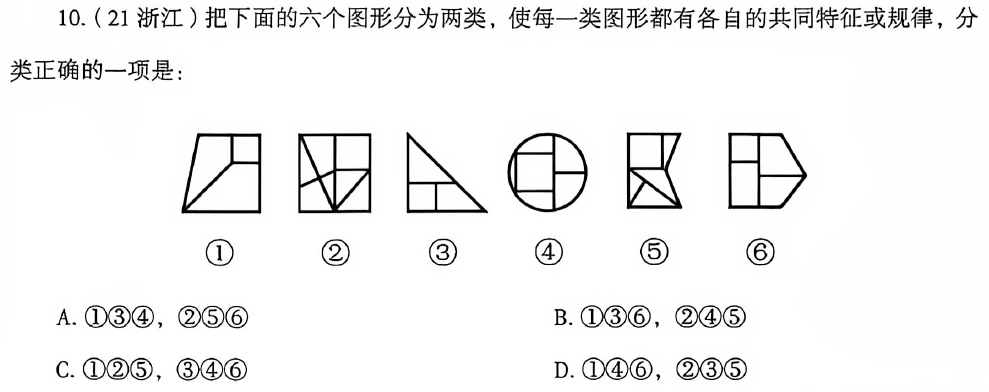 10.（21 浙江）把下面的六个图形分为两类，使每一类图形都有各自的共同特征或规律，分
类正确的一项是：
① ② ③ ④ ⑤ ⑥
A. ①③④，②⑤⑥ B. ①③⑥，②④⑤
C. ①②⑤，③④⑥ D. ①④⑥，②③⑤